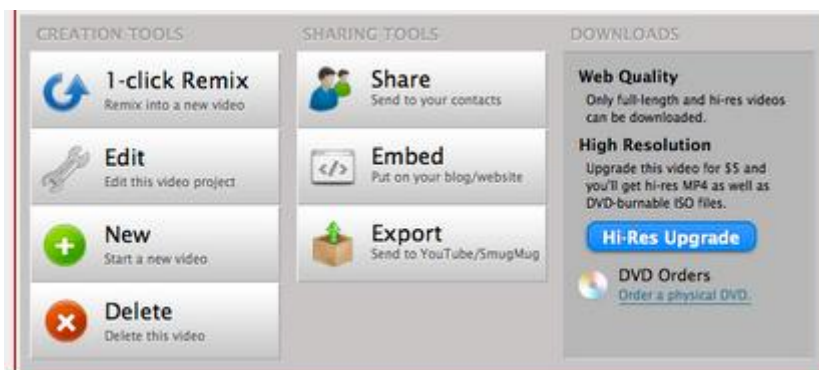 CREATION TOOLS
1-click Remix
Remix into a new video
Edit
Edit this video project
New
Start a new video
Delete
Delete this video
SHARING TOOLS
Share
Send to your contacts
</>
Embed
Put on your blog/website
Export
Send to YouTube/SmugMug
DOWNLOADS
Web Quality
Only full-length and hi-res videos
can be downloaded.
High Resolution
Upgrade this video for $5 and
you'll get hi-res MP4 as well as
DVD-burnable ISO files.
Hi-Res Upgrade
DVD Orders
Order a physical DVD.